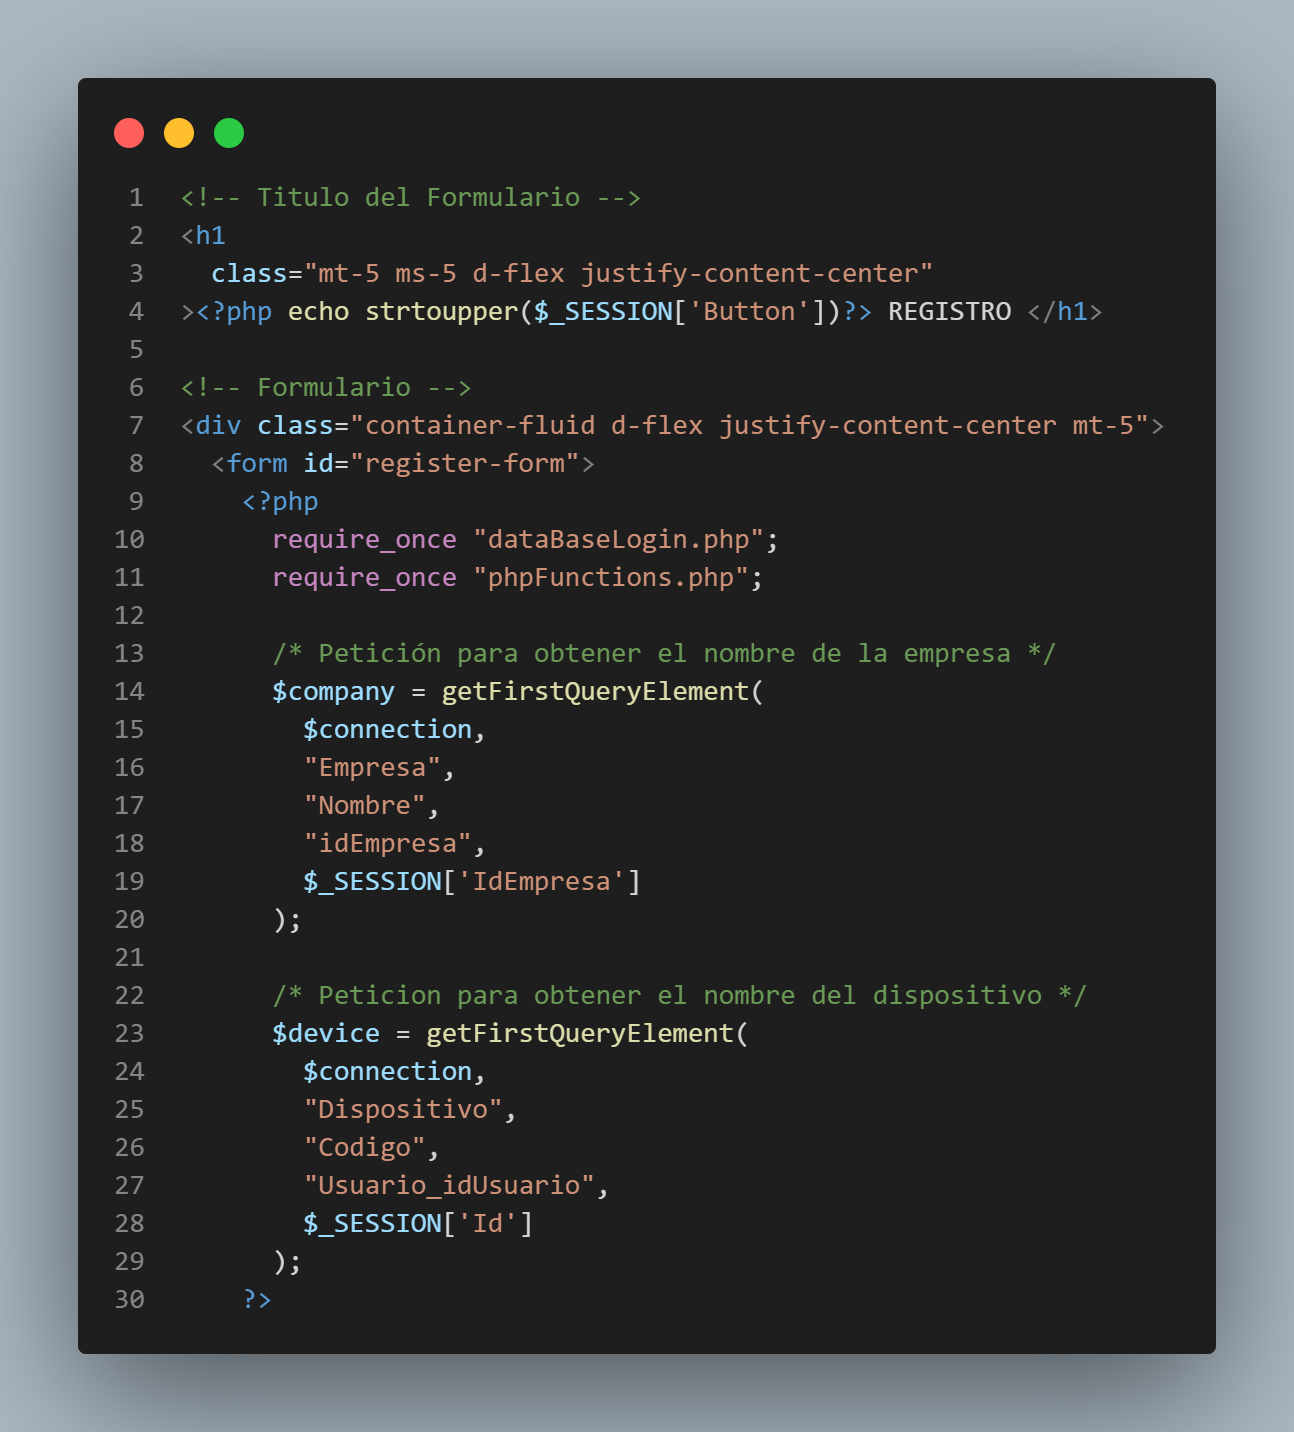 1 <!-- Titulo del Formulario -->
2 <h1
3   class="mt-5 ms-5 d-flex justify-content-center"
4 ><?php echo strtoupper($_SESSION['Button'])?> REGISTRO </h1>
5
6 <!-- Formulario -->
7 <div class="container-fluid d-flex justify-content-center mt-5">
8   <form id="register-form">
9     <?php
10       require_once "dataBaseLogin.php";
11       require_once "phpFunctions.php";
12
13       /* Petición para obtener el nombre de la empresa */
14       $company = getFirstQueryElement(
15         $connection,
16         "Empresa",
17         "Nombre",
18         "idEmpresa",
19         $_SESSION['IdEmpresa']
20       );
21
22       /* Peticion para obtener el nombre del dispositivo */
23       $device = getFirstQueryElement(
24         $connection,
25         "Dispositivo",
26         "Codigo",
27         "Usuario_idUsuario",
28         $_SESSION['Id']
29       );
30     ?>